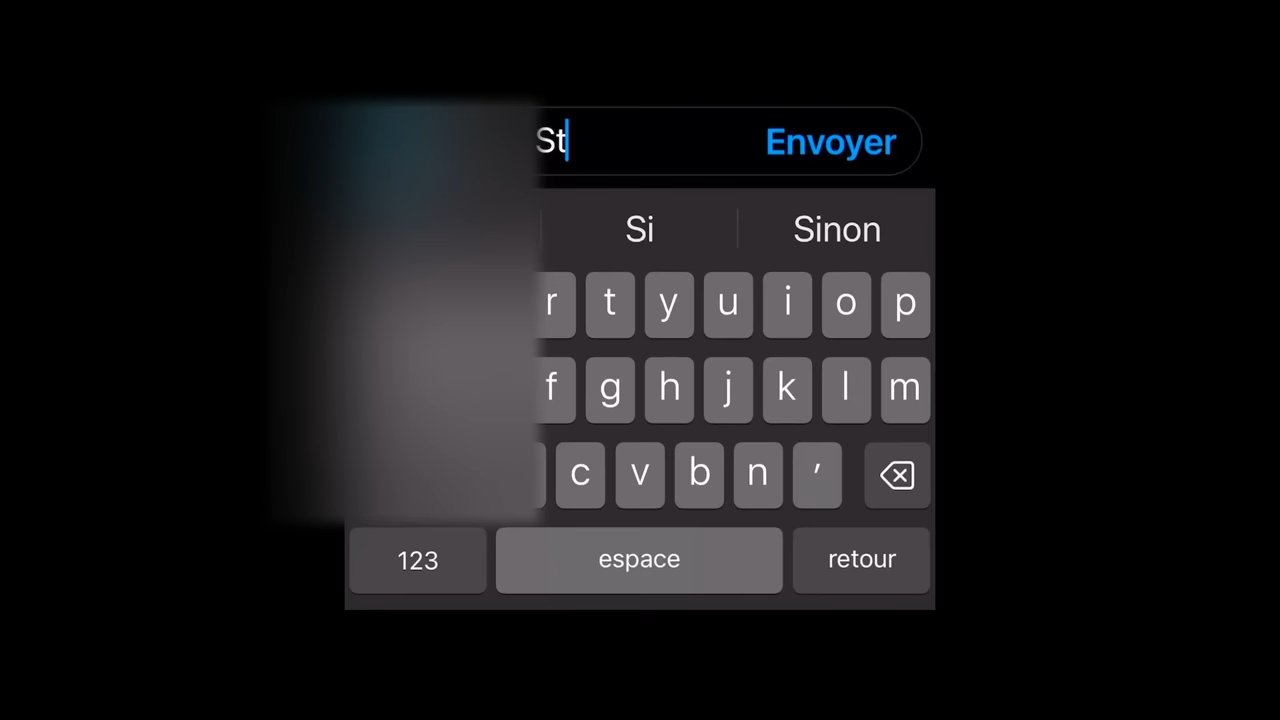 St Envoyer
Si Sinon
r t y u i o p
f g h j k l m
c v b n ′
123 espace retour